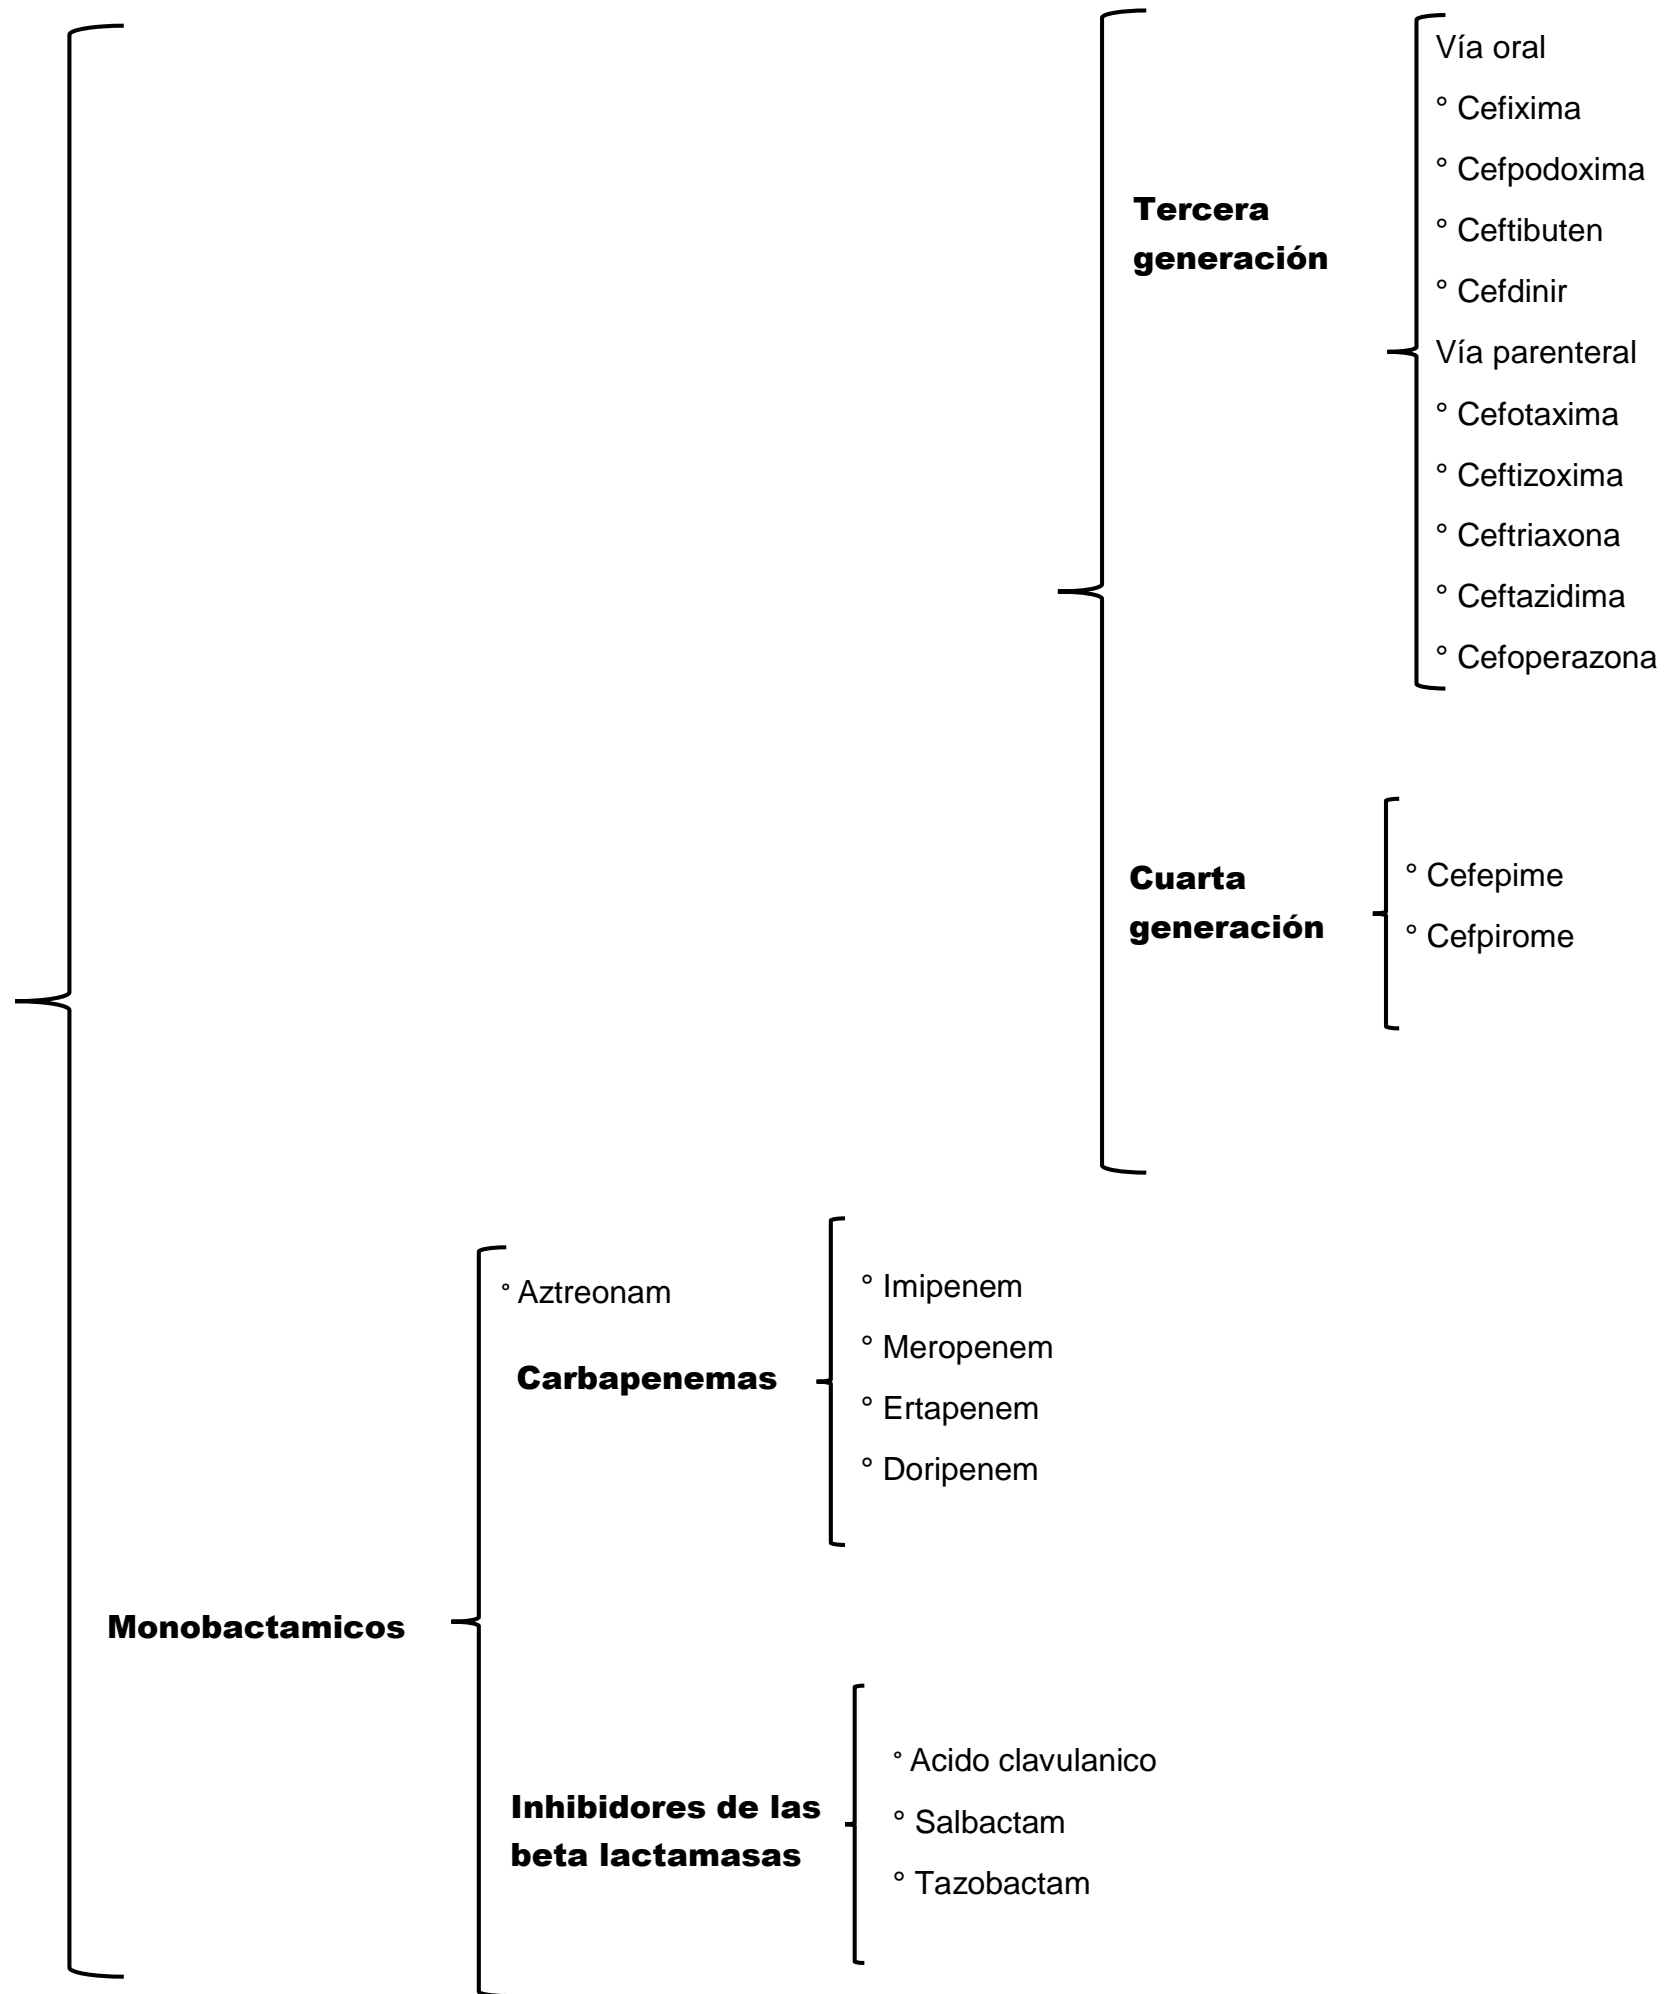 Tercera
generación
Vía oral
° Cefixima
° Cefpodoxima
° Ceftibuten
° Cefdinir
Vía parenteral
° Cefotaxima
° Ceftizoxima
° Ceftriaxona
° Ceftazidima
° Cefoperazona
Cuarta
generación
° Cefepime
° Cefpirome
Monobactamicos
° Aztreonam
Carbapenemas
° Imipenem
° Meropenem
° Ertapenem
° Doripenem
Inhibidores de las
beta lactamasas
° Acido clavulanico
° Salbactam
° Tazobactam